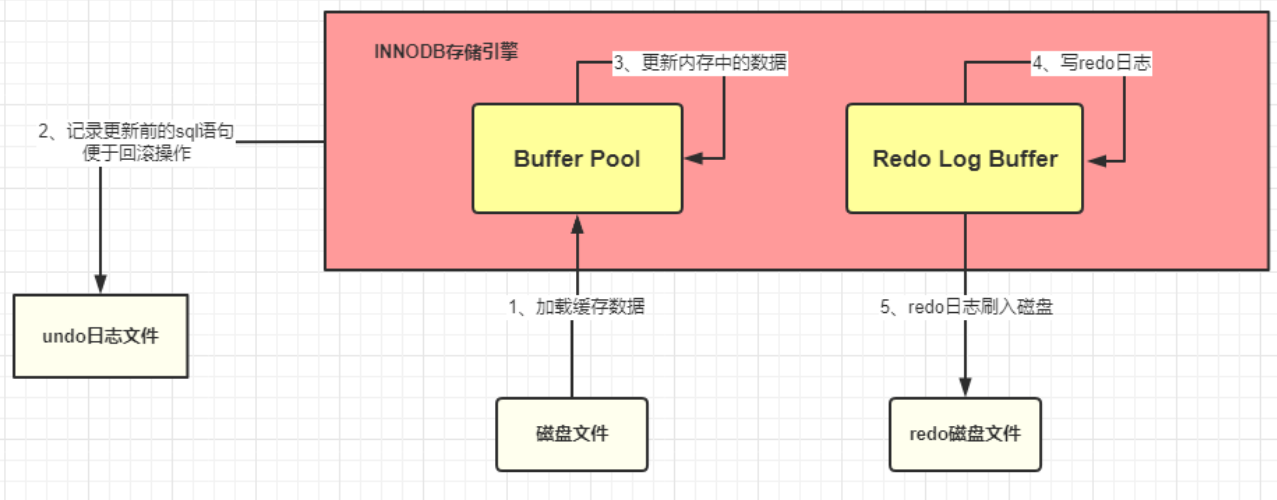 INNODB存储引擎
3、更新内存中的数据
4、写redo日志
2、记录更新前的sql语句
便于回滚操作
Buffer Pool
Redo Log Buffer
1、加载缓存数据
5、redo日志刷入磁盘
undo日志文件
磁盘文件
redo磁盘文件